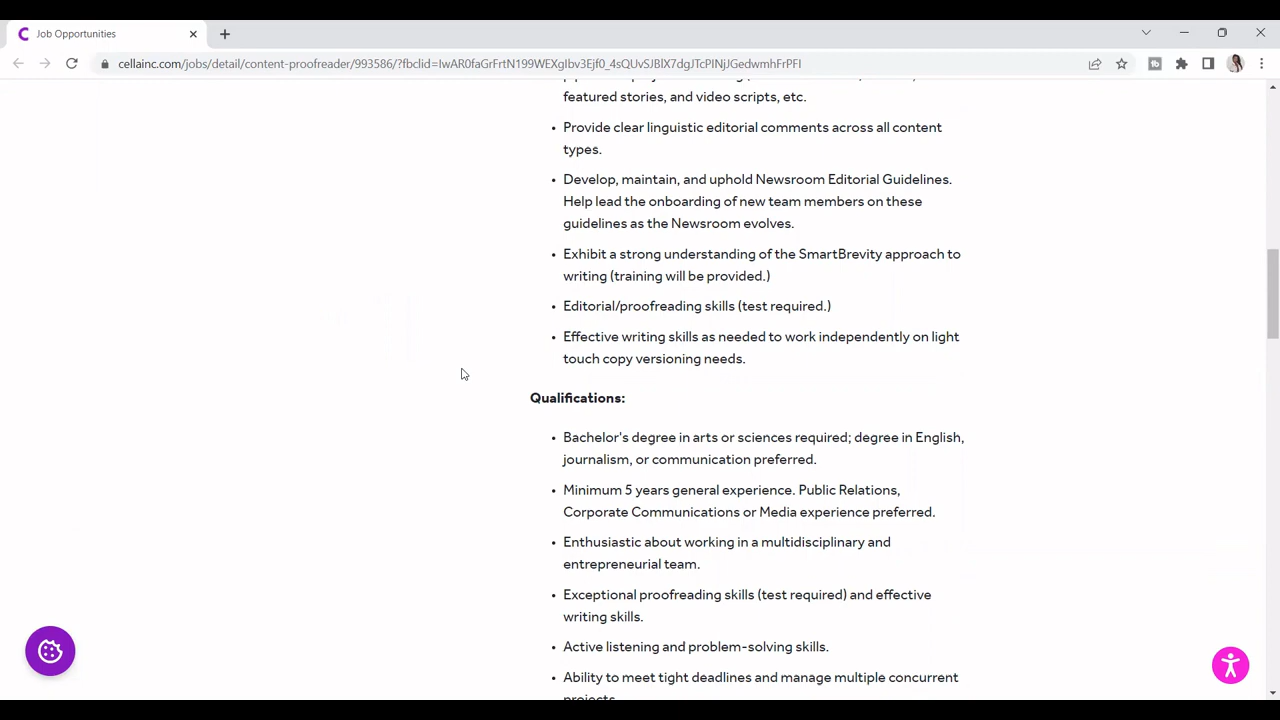 Job Opportunities
cellainc.com/jobs/detail/content-proofreader/993586/?fbclid=IwAR0faGrFrtN199WEXgIbv3Ejf0_4sQUvSJBlX7dgJTcPINjJGedwmhFrPFI
featured stories, and video scripts, etc.
• Provide clear linguistic editorial comments across all content
types.
• Develop, maintain, and uphold Newsroom Editorial Guidelines.
Help lead the onboarding of new team members on these
guidelines as the Newsroom evolves.
• Exhibit a strong understanding of the SmartBrevity approach to
writing (training will be provided.)
• Editorial/proofreading skills (test required.)
• Effective writing skills as needed to work independently on light
touch copy versioning needs.
Qualifications:
• Bachelor's degree in arts or sciences required; degree in English,
journalism, or communication preferred.
• Minimum 5 years general experience. Public Relations,
Corporate Communications or Media experience preferred.
• Enthusiastic about working in a multidisciplinary and
entrepreneurial team.
• Exceptional proofreading skills (test required) and effective
writing skills.
• Active listening and problem-solving skills.
• Ability to meet tight deadlines and manage multiple concurrent
projects.